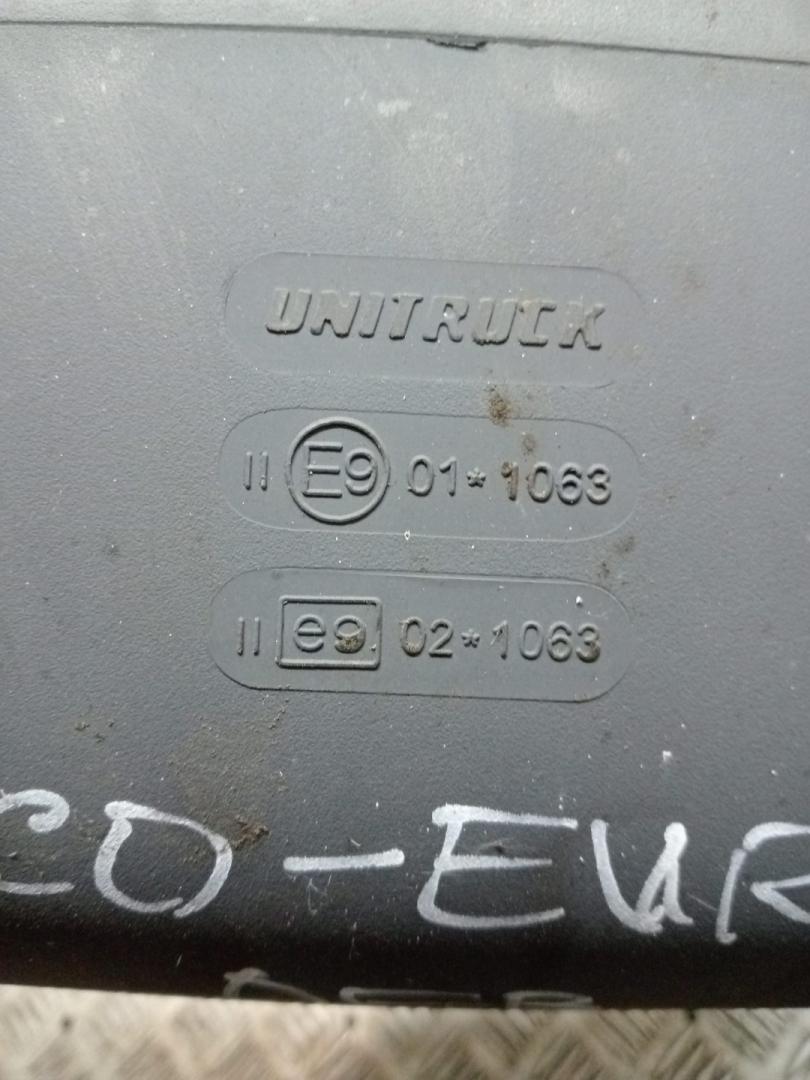 UNITRUCK
II E9 01*1063
II e9 02*1063
CO-EUR